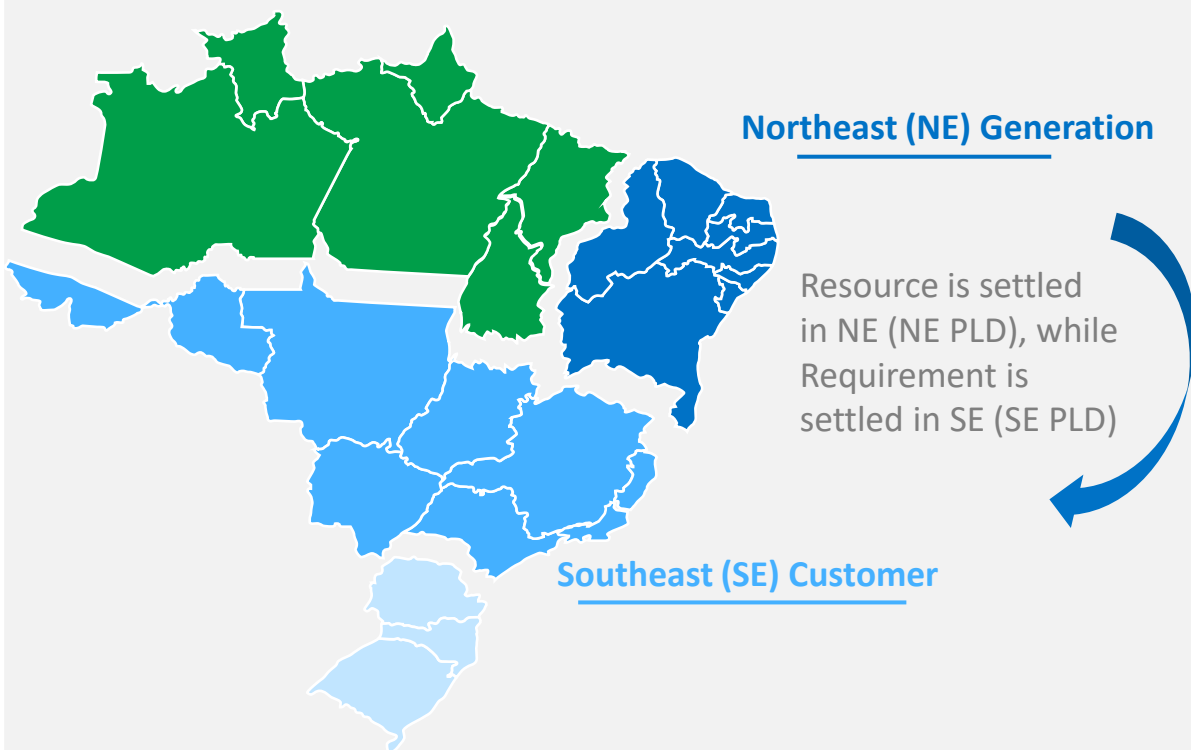 Northeast (NE) Generation
Resource is settled
in NE (NE PLD), while
Requirement is
settled in SE (SE PLD)
Southeast (SE) Customer